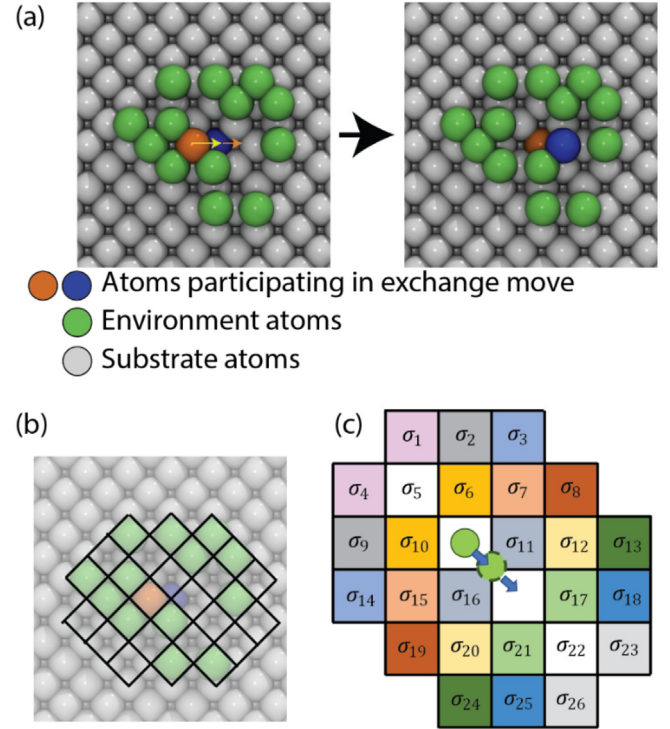 (a)
Atoms participating in exchange move
Environment atoms
Substrate atoms
(b)
(c)
σ₁ σ₂ σ₃
σ₄ σ₅ σ₆ σ₇ σ₈
σ₉ σ₁₀ σ₁₁ σ₁₂ σ₁₃
σ₁₄ σ₁₅ σ₁₆ σ₁₇ σ₁₈
σ₁₉ σ₂₀ σ₂₁ σ₂₂ σ₂₃
σ₂₄ σ₂₅ σ₂₆